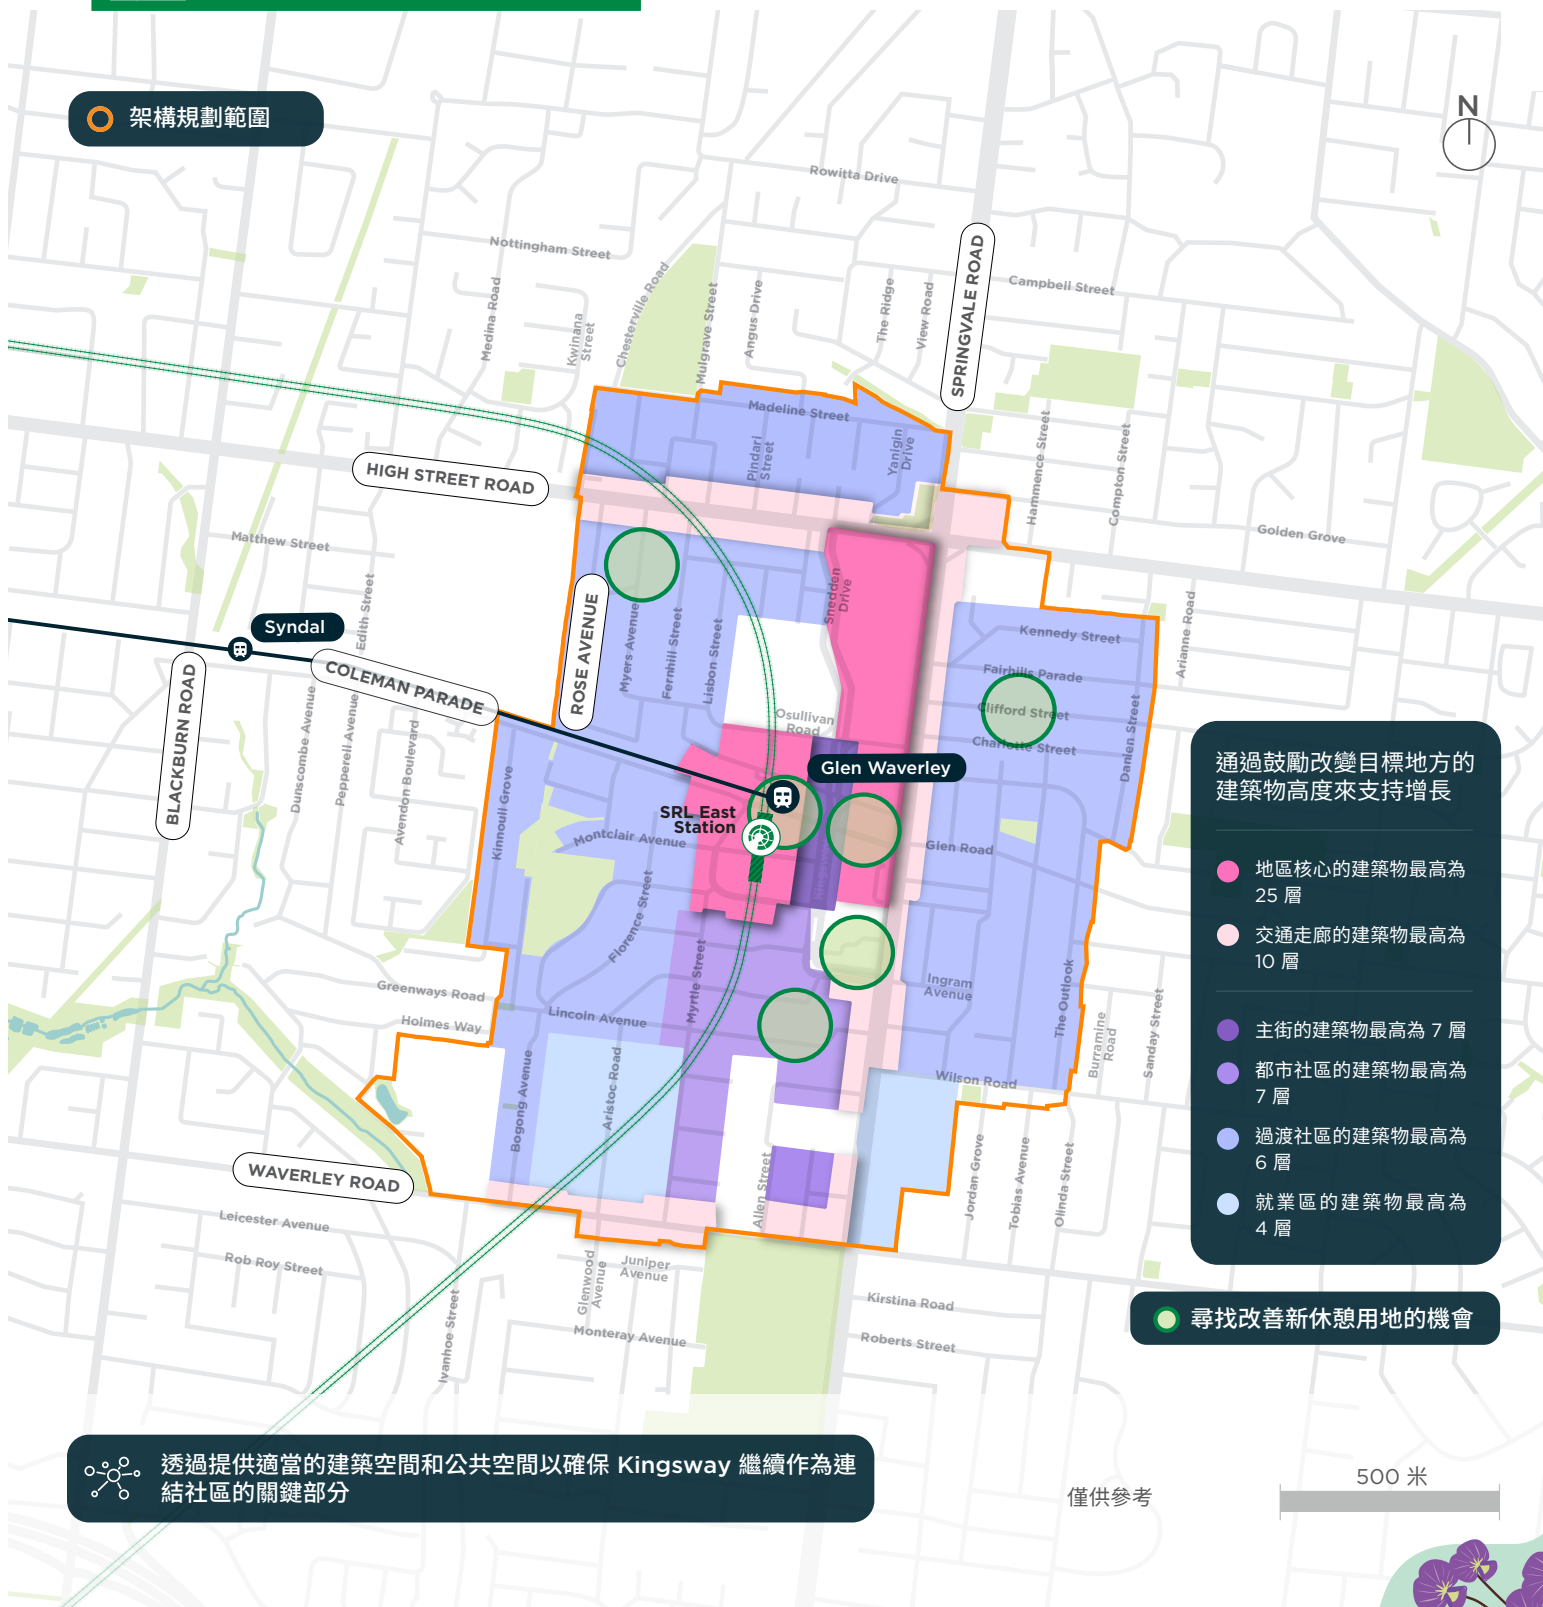 架構規劃範圍
N
Rowitta Drive
Nottingham Street
Medina Road
Kwinana
Street
Chesterville Road
Mulgrave Street
Angus Drive
The Ridge
View Road
SPRINGVALE ROAD
Campbell Street
Madeline Street
Pindari
Street
Yanigin
Drive
Hammence Street
Compton Street
Golden Grove
HIGH STREET ROAD
Matthew Street
Edith Street
Syndal
COLEMAN PARADE
BLACKBURN ROAD
ROSE AVENUE
Myers Avenue
Fernhill Street
Lisbon Street
Snedden
Drive
Kennedy Street
Fairhills Parade
Clifford Street
Charlotte Street
Danien Street
Arianne Road
Osullivan
Road
Glen Waverley
SRL East
Station
Dunscombe Avenue
Pepperell Avenue
Avendon Boulevard
Kinnoull Grove
Montclair Avenue
Florence Street
Glen Road
Myrtle Street
Ingram
Avenue
The Outlook
Greenways Road
Holmes Way
Lincoln Avenue
Bogong Avenue
Aristoc Road
Wilson Road
Burramine
Road
Sanday Street
WAVERLEY ROAD
Allen Street
Jordan Grove
Tobias Avenue
Olinda Street
Leicester Avenue
Rob Roy Street
Glenwood
Avenue
Juniper
Avenue
Ivanhoe Street
Monteray Avenue
Kirstina Road
Roberts Street
通過鼓勵改變目標地方的
建築物高度來支持增長
地區核心的建築物最高為
25 層
交通走廊的建築物最高為
10 層
主街的建築物最高為 7 層
都市社區的建築物最高為
7 層
過渡社區的建築物最高為
6 層
就業區的建築物最高為
4 層
尋找改善新休憩用地的機會
透過提供適當的建築空間和公共空間以確保 Kingsway 繼續作為連
結社區的關鍵部分
僅供參考
500 米